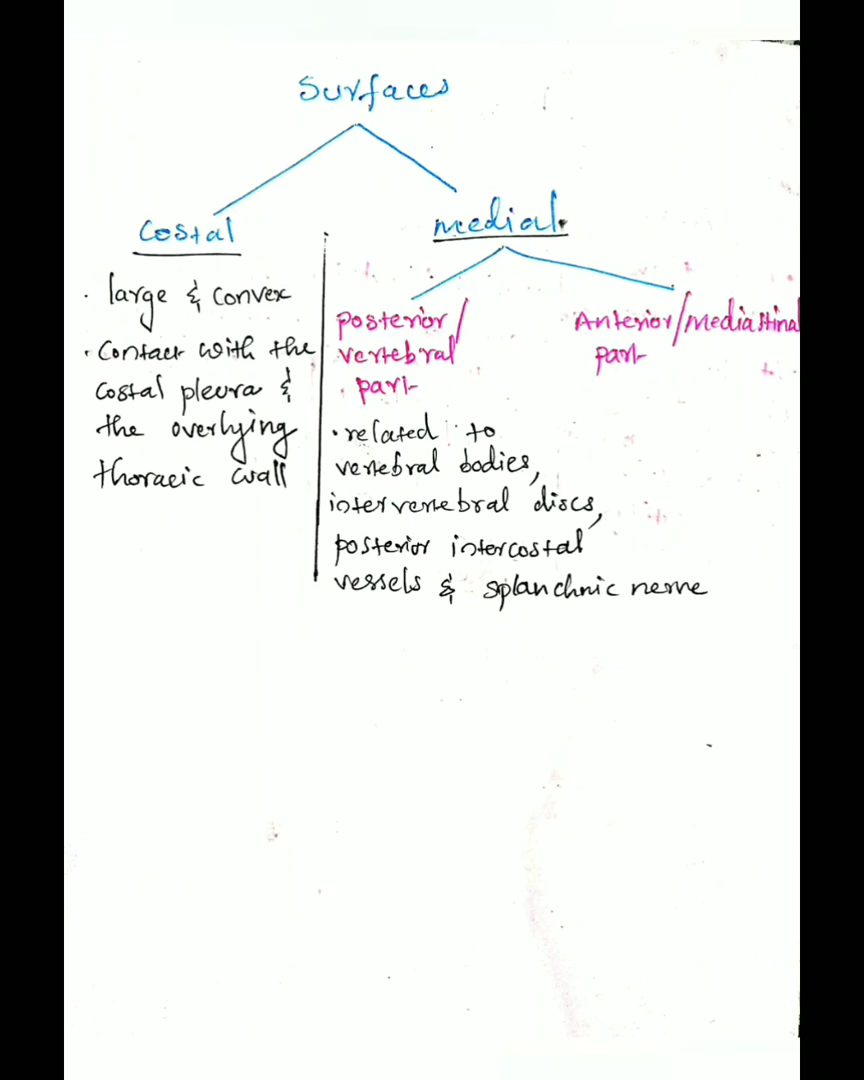 Surfaces
Costal
medial.
. large & convex
. Contact with the
costal pleura &
the overlying
thoracic wall
posterior/
vertebral
part
Anterior/mediastinal
part
. related to
vertebral bodies,
intervertebral discs,
posterior intercostal
vessels & splanchnic nerve